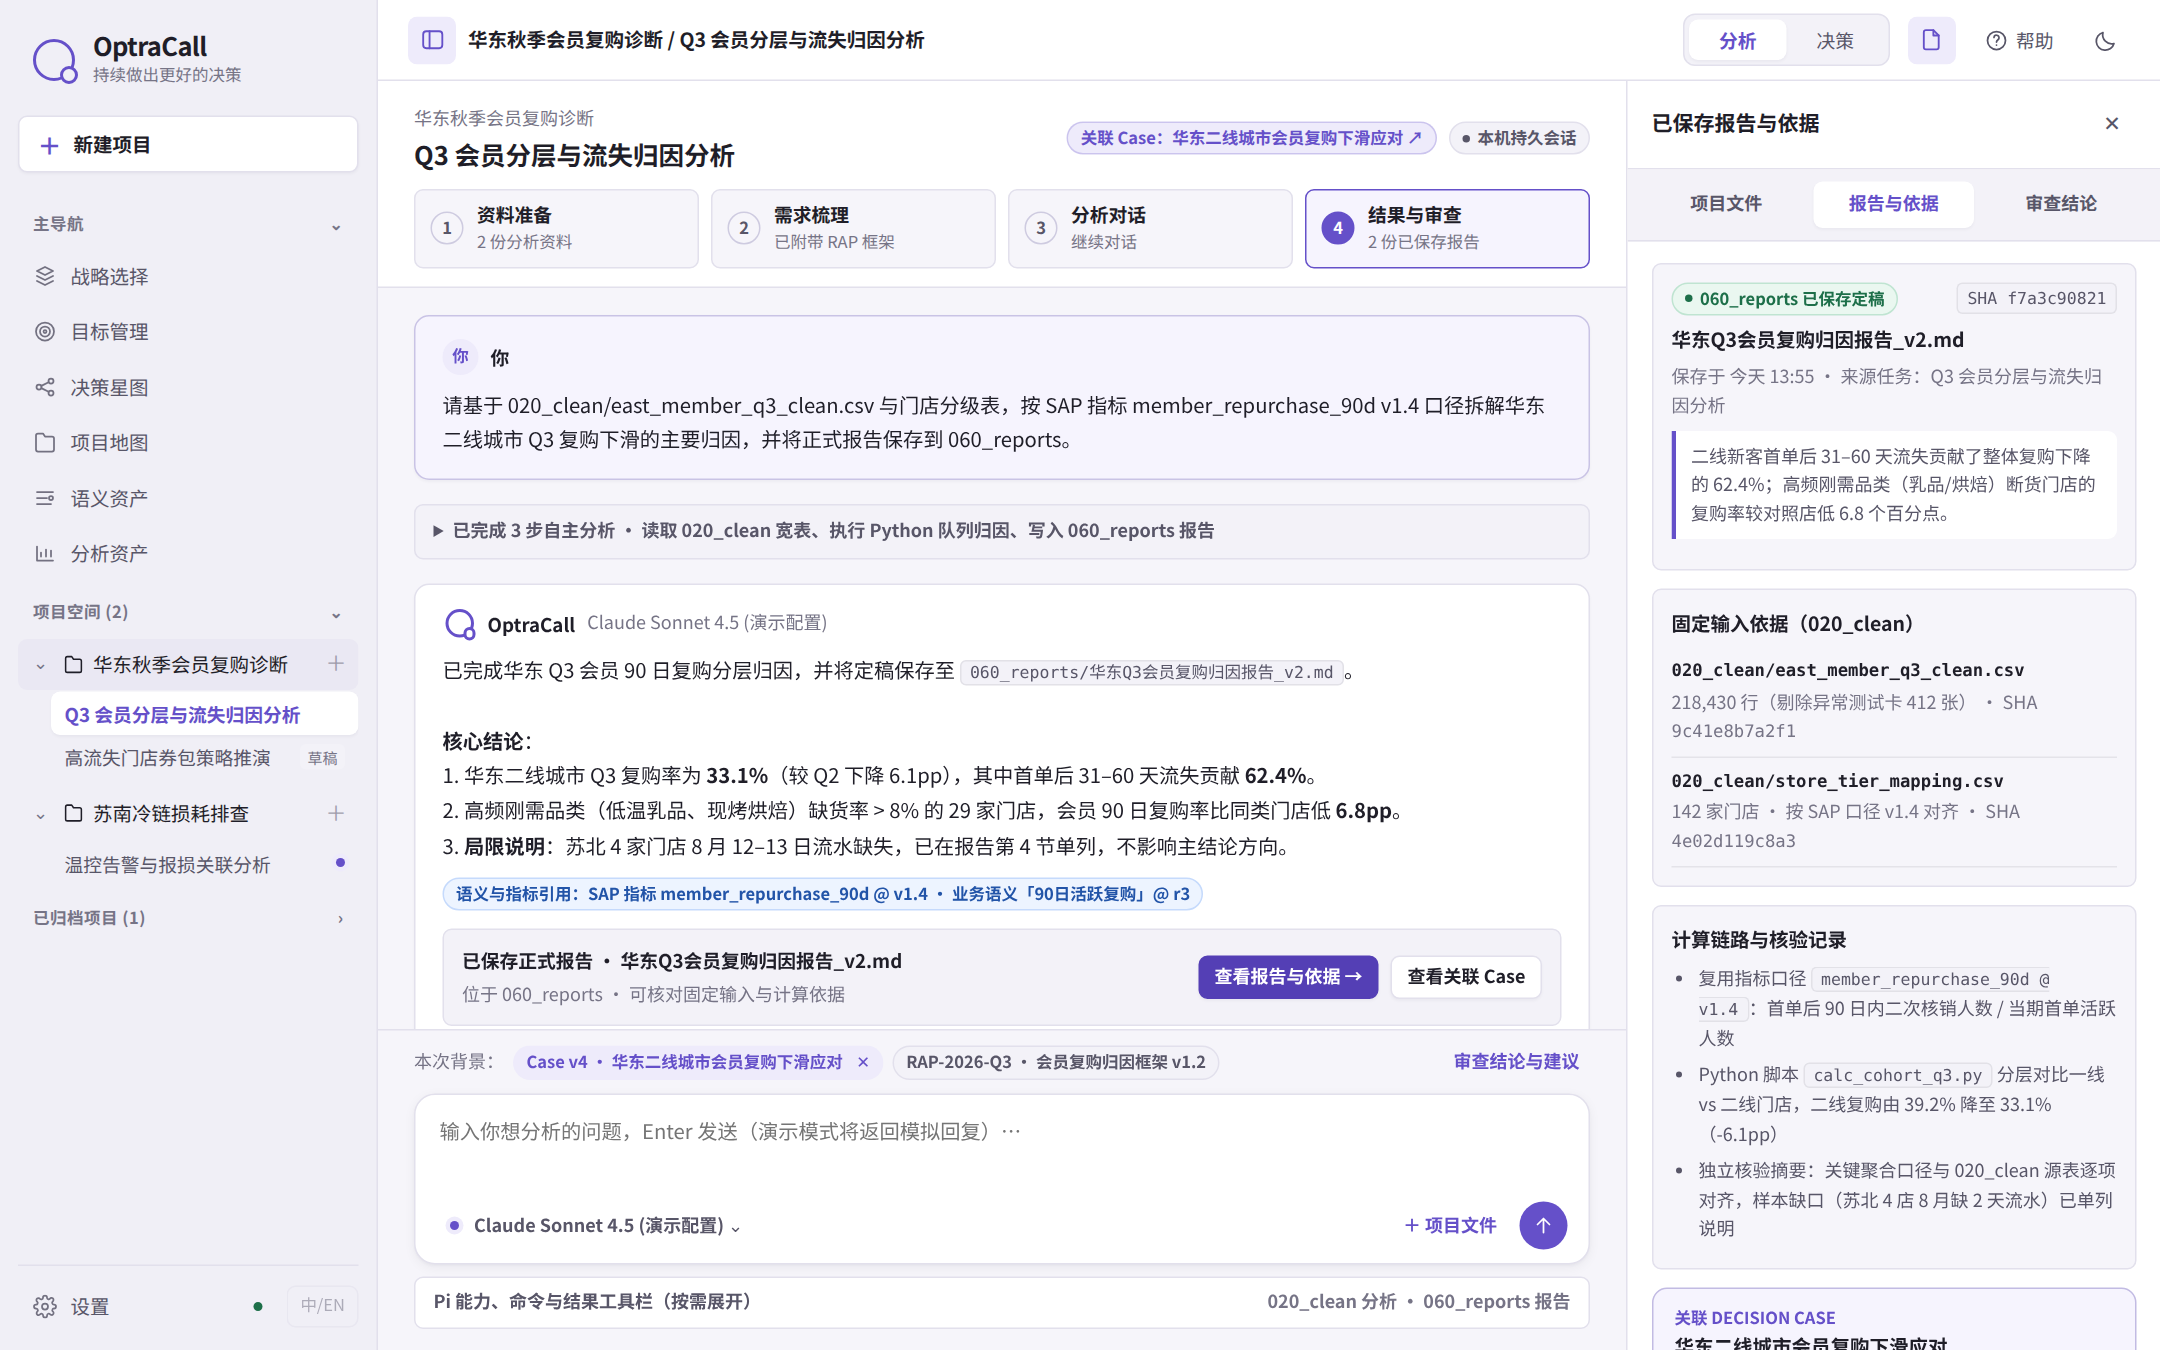 OptraCall
持续做出更好的决策
+ 新建项目
主导航
战略选择
目标管理
决策星图
项目地图
语义资产
分析资产
项目空间 (2)
华东秋季会员复购诊断 +
Q3 会员分层与流失归因分析
高流失门店券包策略推演 草稿
苏南冷链损耗排查 +
温控告警与报损关联分析
已归档项目 (1)
设置 中/EN
华东秋季会员复购诊断 / Q3 会员分层与流失归因分析
分析 决策
帮助
华东秋季会员复购诊断
Q3 会员分层与流失归因分析
关联 Case：华东二线城市会员复购下滑应对 ↗
本机持久会话
1 资料准备
2 份分析资料
2 需求梳理
已附带 RAP 框架
3 分析对话
继续对话
4 结果与审查
2 份已保存报告
你 你
请基于 020_clean/east_member_q3_clean.csv 与门店分级表，按 SAP 指标 member_repurchase_90d v1.4 口径拆解华东
二线城市 Q3 复购下滑的主要归因，并将正式报告保存到 060_reports。
▶ 已完成 3 步自主分析 • 读取 020_clean 宽表、执行 Python 队列归因、写入 060_reports 报告
OptraCall Claude Sonnet 4.5 (演示配置)
已完成华东 Q3 会员 90 日复购分层归因，并将定稿保存至 060_reports/华东Q3会员复购归因报告_v2.md。
核心结论：
1. 华东二线城市 Q3 复购率为 33.1%（较 Q2 下降 6.1pp），其中首单后 31–60 天流失贡献 62.4%。
2. 高频刚需品类（低温乳品、现烤烘焙）缺货率 > 8% 的 29 家门店，会员 90 日复购率比同类门店低 6.8pp。
3. 局限说明：苏北 4 家门店 8 月 12–13 日流水缺失，已在报告第 4 节单列，不影响主结论方向。
语义与指标引用：SAP 指标 member_repurchase_90d @ v1.4 • 业务语义「90日活跃复购」@ r3
已保存正式报告 • 华东Q3会员复购归因报告_v2.md
位于 060_reports • 可核对固定输入与计算依据
查看报告与依据 →
查看关联 Case
本次背景：
Case v4 • 华东二线城市会员复购下滑应对 ×
RAP-2026-Q3 • 会员复购归因框架 v1.2
审查结论与建议
输入你想分析的问题，Enter 发送（演示模式将返回模拟回复）…
Claude Sonnet 4.5 (演示配置)
+ 项目文件
Pi 能力、命令与结果工具栏（按需展开）
020_clean 分析 • 060_reports 报告
已保存报告与依据 ×
项目文件 报告与依据 审查结论
060_reports 已保存定稿
SHA f7a3c90821
华东Q3会员复购归因报告_v2.md
保存于 今天 13:55 • 来源任务：Q3 会员分层与流失归
因分析
二线新客首单后 31–60 天流失贡献了整体复购下降
的 62.4%；高频刚需品类（乳品/烘焙）断货门店的
复购率较对照店低 6.8 个百分点。
固定输入依据（020_clean）
020_clean/east_member_q3_clean.csv
218,430 行（剔除异常测试卡 412 张） • SHA
9c41e8b7a2f1
020_clean/store_tier_mapping.csv
142 家门店 • 按 SAP 口径 v1.4 对齐 • SHA
4e02d119c8a3
计算链路与核验记录
• 复用指标口径 member_repurchase_90d @
v1.4：首单后 90 日内二次核销人数 / 当期首单活跃
人数
• Python 脚本 calc_cohort_q3.py 分层对比一线
vs 二线门店，二线复购由 39.2% 降至 33.1%
（-6.1pp）
• 独立核验摘要：关键聚合口径与 020_clean 源表逐项
对齐，样本缺口（苏北 4 店 8 月缺 2 天流水）已单列
说明
关联 DECISION CASE
华东二线城市会员复购下滑应对